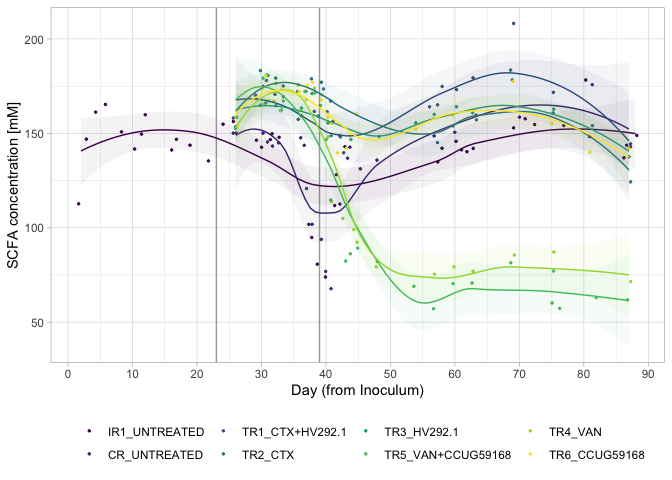 200
150
100
50
SCFA concentration [mM]
0 10 20 30 40 50 60 70 80 90
Day (from Inoculum)
IR1_UNTREATED TR1_CTX+HV292.1 TR3_HV292.1 TR4_VAN
CR_UNTREATED TR2_CTX TR5_VAN+CCUG59168 TR6_CCUG59168